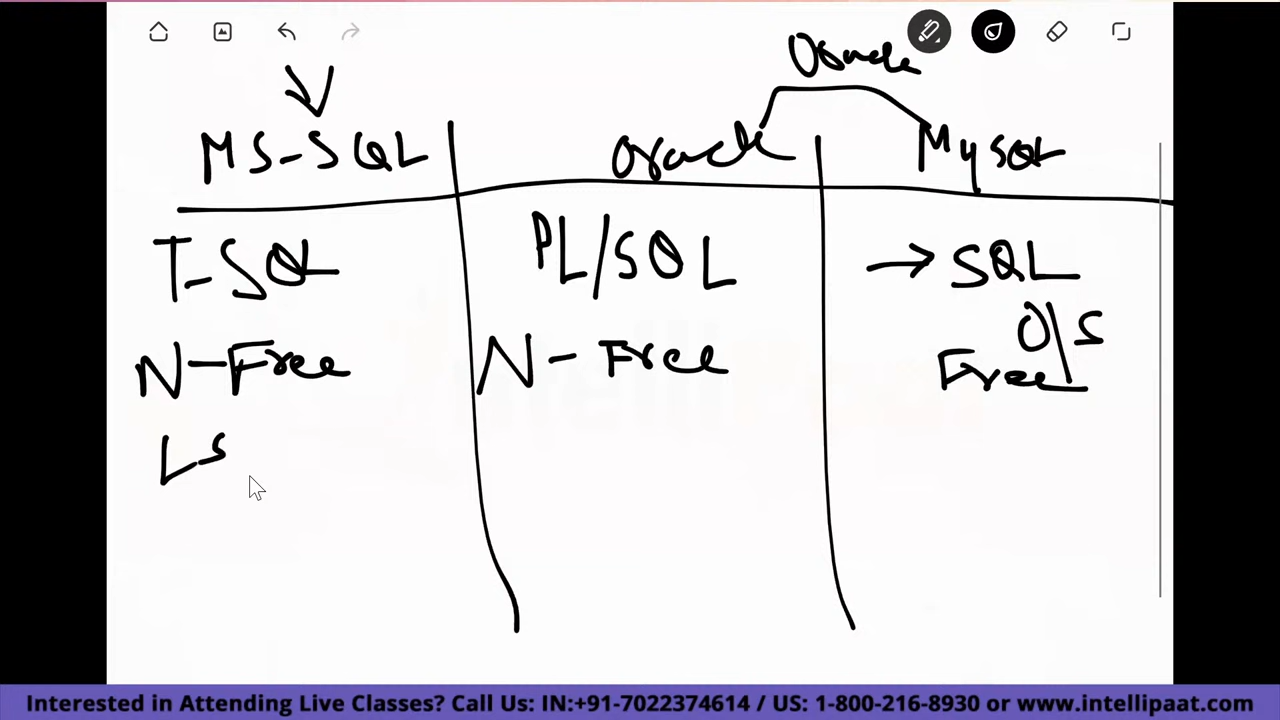 Oracle
MS-SQL Oracle MySQL
T-SQL PL/SQL → SQL
O/S
N-Free N-Free Free
Ls
Interested in Attending Live Classes? Call Us: IN:+91-7022374614 / US: 1-800-216-8930 or www.intellipaat.com